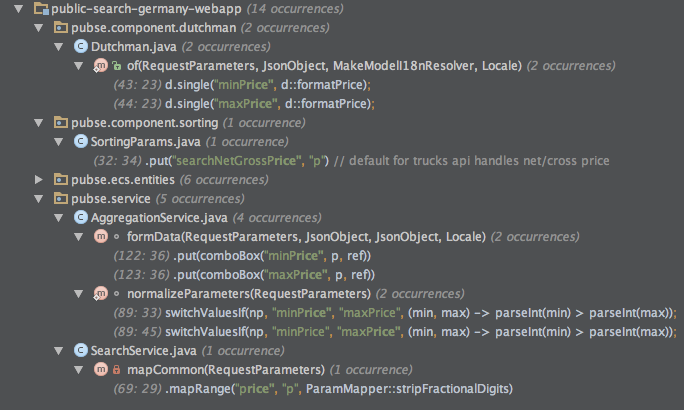 public-search-germany-webapp (14 occurrences)
pubse.component.dutchman (2 occurrences)
Dutchman.java (2 occurrences)
of(RequestParameters, JsonObject, MakeModelI18nResolver, Locale) (2 occurrences)
(43: 23) d.single("minPrice", d::formatPrice);
(44: 23) d.single("maxPrice", d::formatPrice);
pubse.component.sorting (1 occurrence)
SortingParams.java (1 occurrence)
(32: 34) .put("searchNetGrossPrice", "p") // default for trucks api handles net/cross price
pubse.ecs.entities (6 occurrences)
pubse.service (5 occurrences)
AggregationService.java (4 occurrences)
formData(RequestParameters, JsonObject, JsonObject, Locale) (2 occurrences)
(122: 36) .put(comboBox("minPrice", p, ref))
(123: 36) .put(comboBox("maxPrice", p, ref))
normalizeParameters(RequestParameters) (2 occurrences)
(89: 33) switchValuesIf(np, "minPrice", "maxPrice", (min, max) -> parseInt(min) > parseInt(max));
(89: 45) switchValuesIf(np, "minPrice", "maxPrice", (min, max) -> parseInt(min) > parseInt(max));
SearchService.java (1 occurrence)
mapCommon(RequestParameters) (1 occurrence)
(69: 29) .mapRange("price", "p", ParamMapper::stripFractionalDigits)